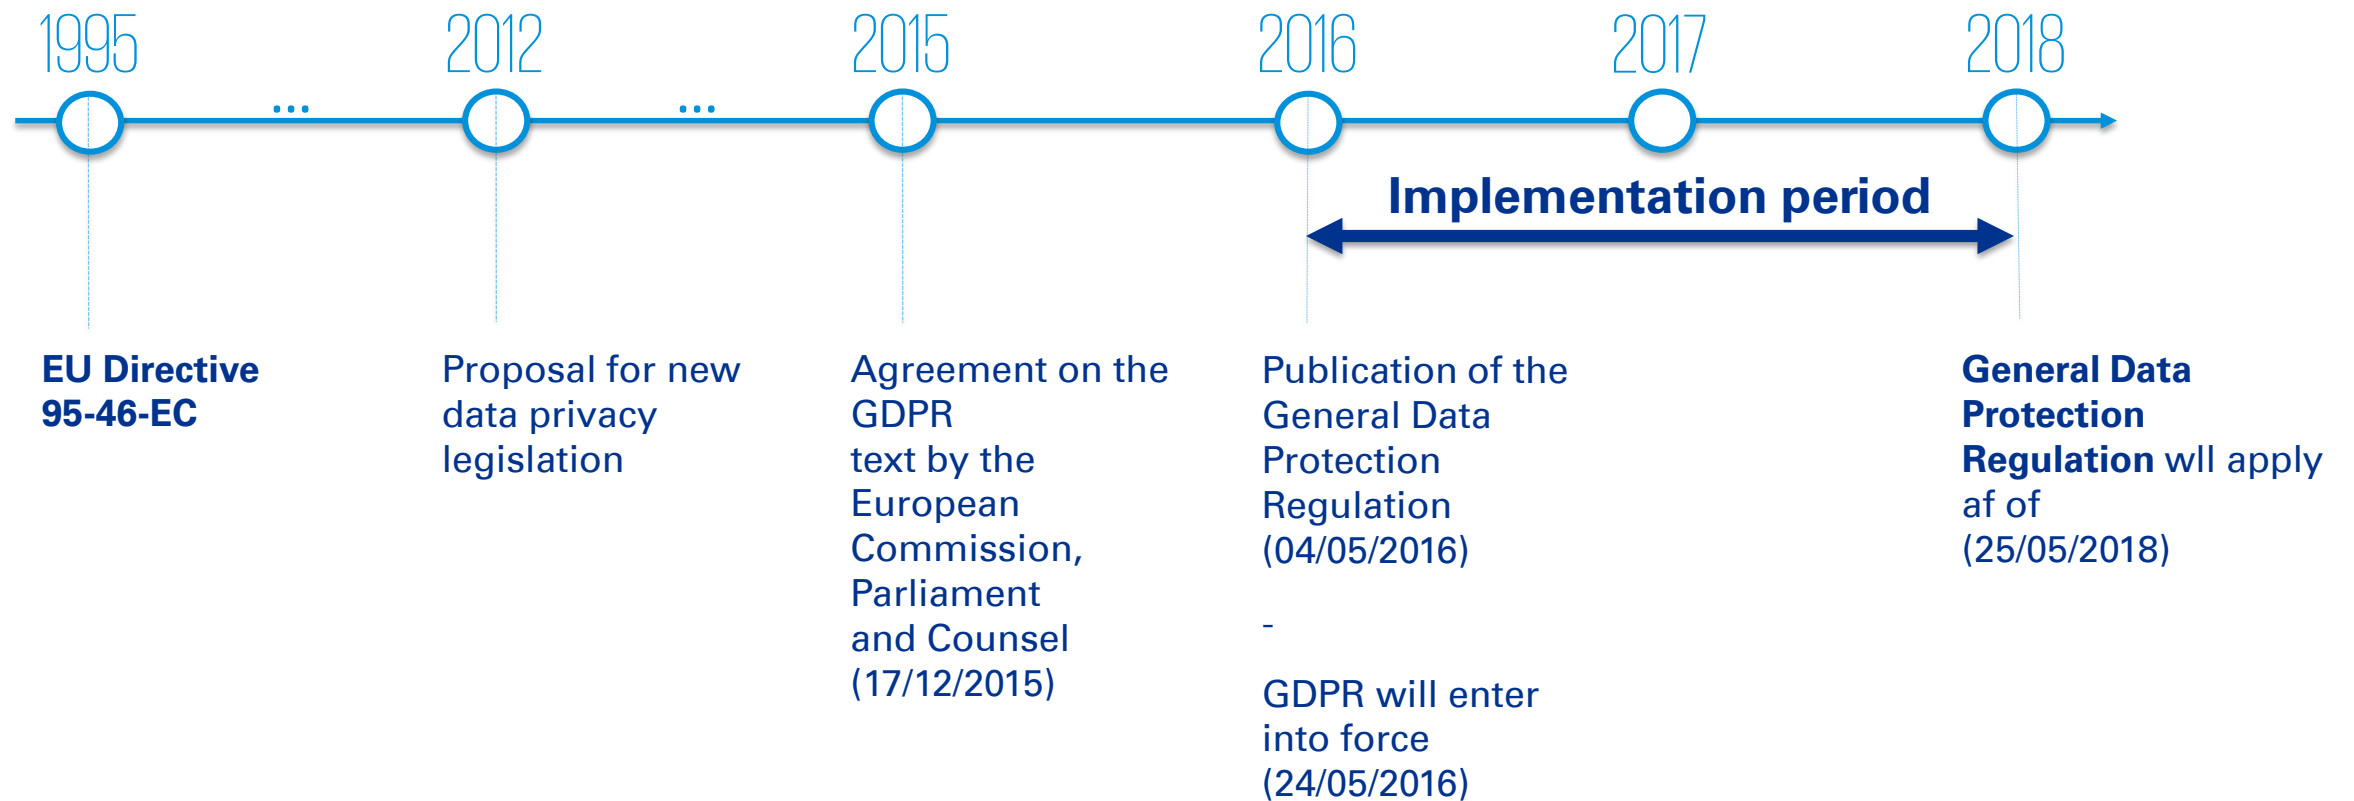 1995
2012
2015
2016
2017
2018
...
...
Implementation period
EU Directive
95-46-EC
Proposal for new
data privacy
legislation
Agreement on the
GDPR
text by the
European
Commission,
Parliament
and Counsel
(17/12/2015)
Publication of the
General Data
Protection
Regulation
(04/05/2016)
-
GDPR will enter
into force
(24/05/2016)
General Data
Protection
Regulation wll apply
af of
(25/05/2018)